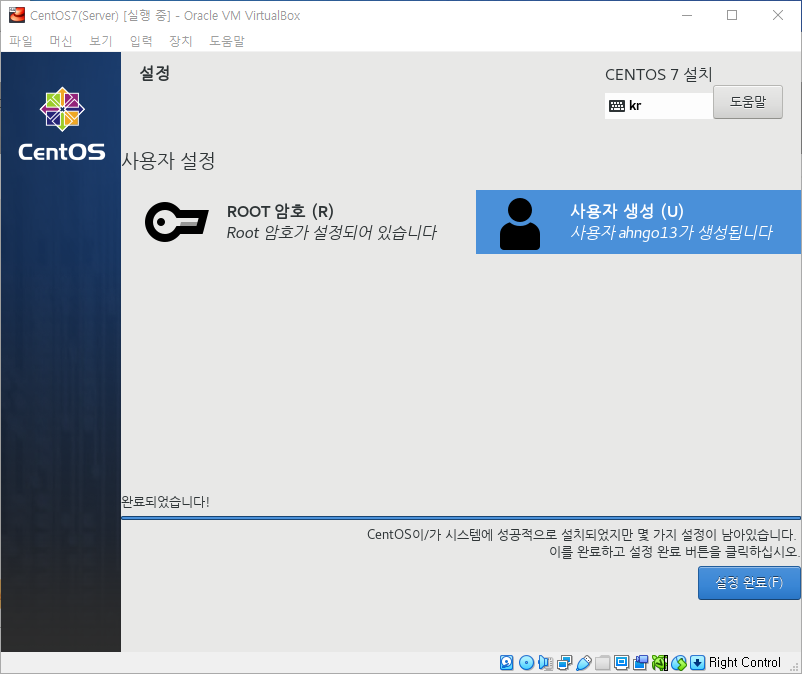 CentOS7(Server) [실행 중] - Oracle VM VirtualBox
파일 머신 보기 입력 장치 도움말
CentOS
설정
CENTOS 7 설치
kr
도움말
사용자 설정
ROOT 암호 (R)
Root 암호가 설정되어 있습니다
사용자 생성 (U)
사용자 ahngo13가 생성됩니다
완료되었습니다!
CentOS이/가 시스템에 성공적으로 설치되었지만 몇 가지 설정이 남아있습니다.
이를 완료하고 설정 완료 버튼을 클릭하십시오.
설정 완료(F)
Right Control